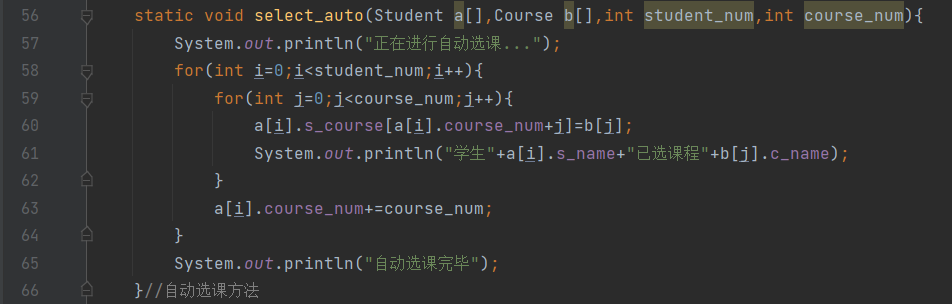 56 static void select_auto(Student a[],Course b[],int student_num,int course_num){
57 System.out.println("正在进行自动选课...");
58 for(int i=0;i<student_num;i++){
59 for(int j=0;j<course_num;j++){
60 a[i].s_course[a[i].course_num+j]=b[j];
61 System.out.println("学生"+a[i].s_name+"已选课程"+b[j].c_name);
62 }
63 a[i].course_num+=course_num;
64 }
65 System.out.println("自动选课完毕");
66 }//自动选课方法